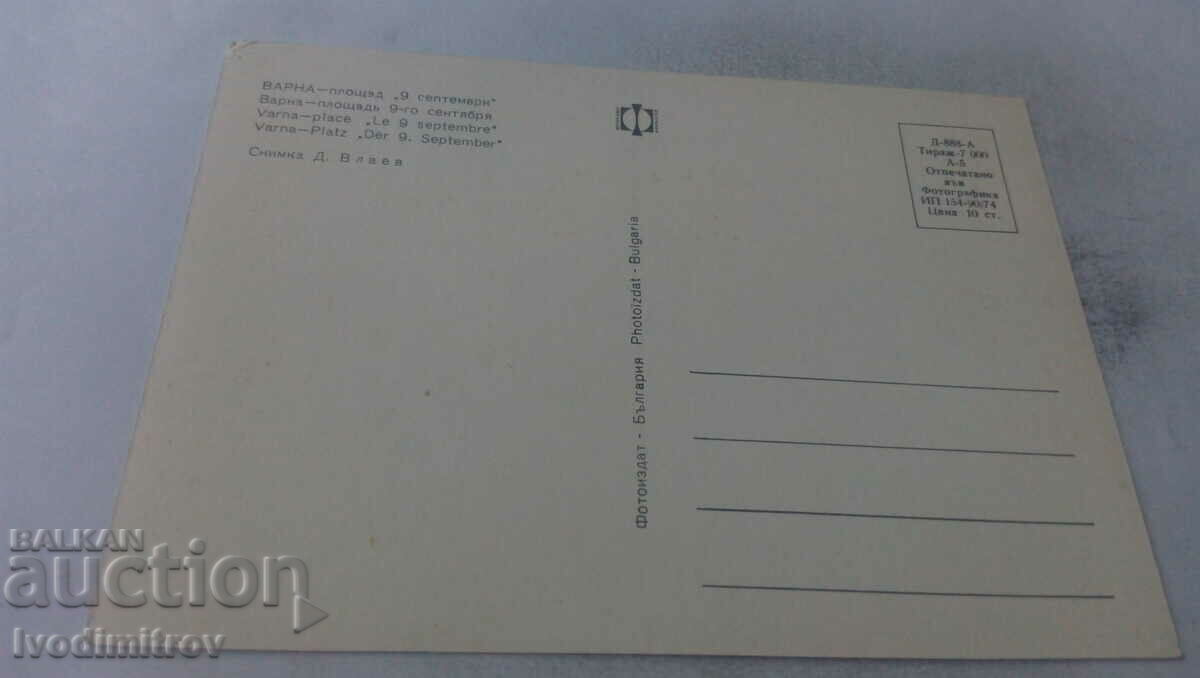 ВАРНА—площад „9 септември"
Варна—площадь 9-го сентября
Varna—place „Le 9 septembre"
Varna—Platz „Der 9. September"
Снимка Д. Влаев
Фотоиздат - България Photoizdat - Bulgaria
Д-888-А
Тираж-7 000
А-5
Отпечатано
във
Фотографика
ИП 154-90/74
Цена 10 ст.
BALKAN
auction
Ivodimitrov